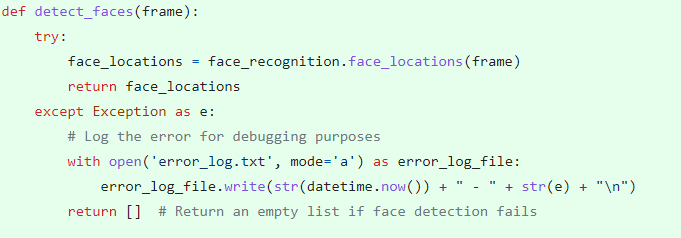 def detect_faces(frame):
    try:
        face_locations = face_recognition.face_locations(frame)
        return face_locations
    except Exception as e:
        # Log the error for debugging purposes
        with open('error_log.txt', mode='a') as error_log_file:
            error_log_file.write(str(datetime.now()) + " - " + str(e) + "\n")
        return []  # Return an empty list if face detection fails